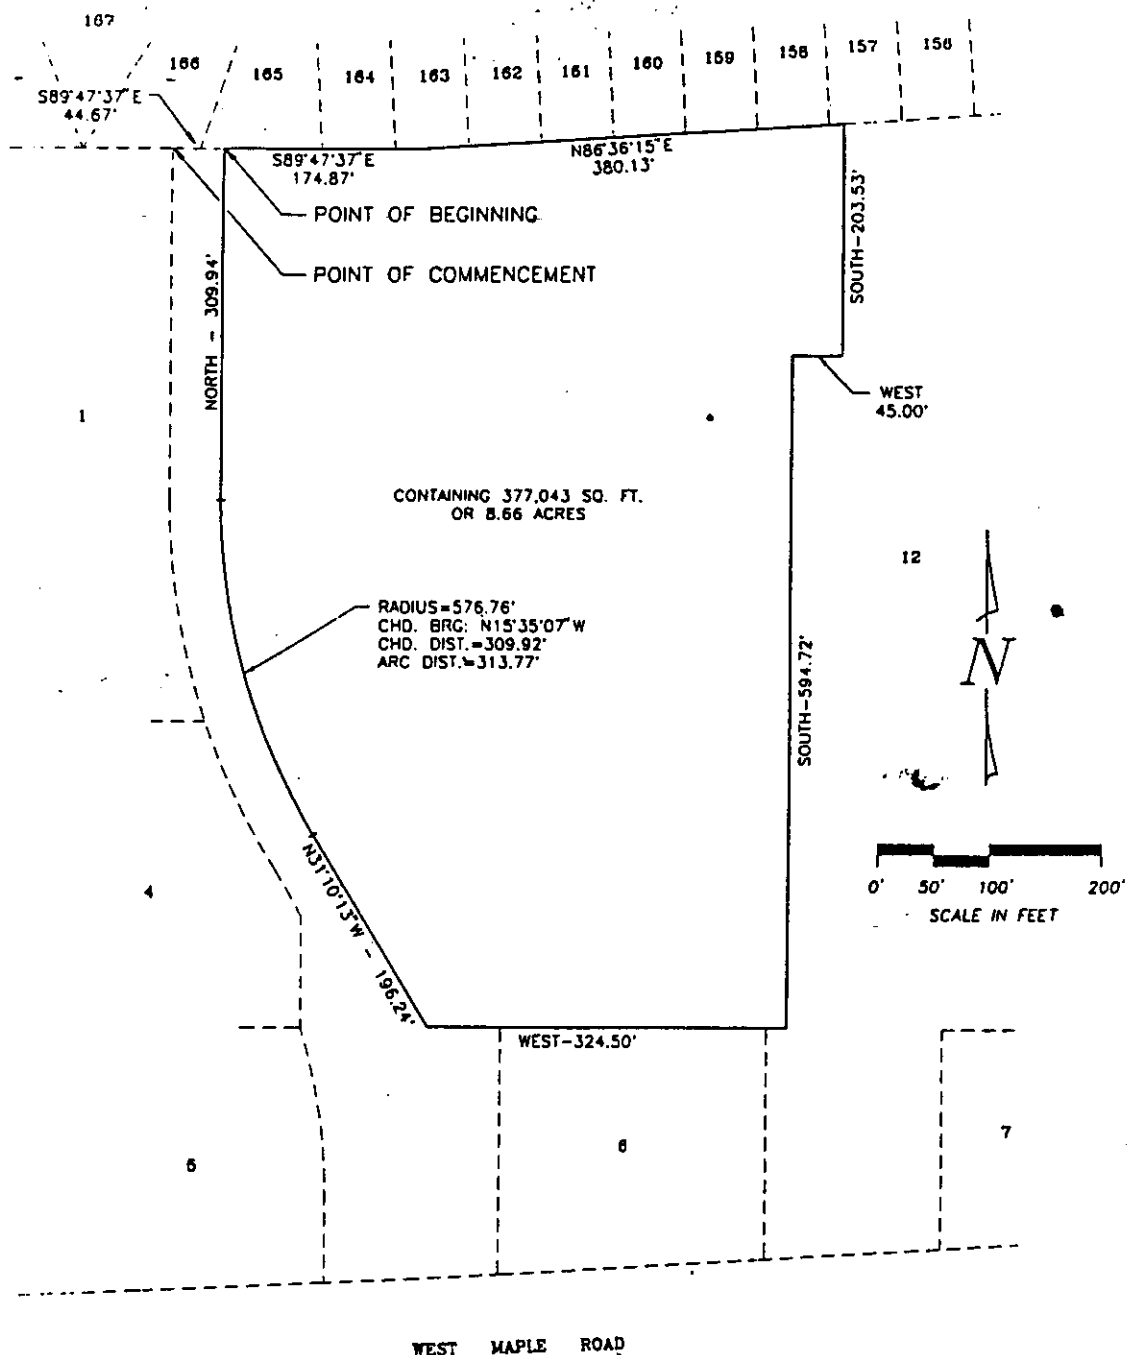 167
166
165
164
163
162
161
160
159
158
157
156
S89°47'37"E
44.67'
S89°47'37"E
174.87'
N86°36'15"E
380.13'
POINT OF BEGINNING
POINT OF COMMENCEMENT
NORTH - 309.94'
SOUTH-203.53'
WEST
45.00'
1
CONTAINING 377,043 SQ. FT.
OR 8.66 ACRES
12
N
RADIUS=576.76'
CHD. BRG: N15°35'07"W
CHD. DIST.=309.92'
ARC DIST.=313.77'
SOUTH-594.72'
0' 50' 100' 200'
SCALE IN FEET
4
N31°10'13"W - 196.24'
WEST-324.50'
5
6
7
WEST MAPLE ROAD